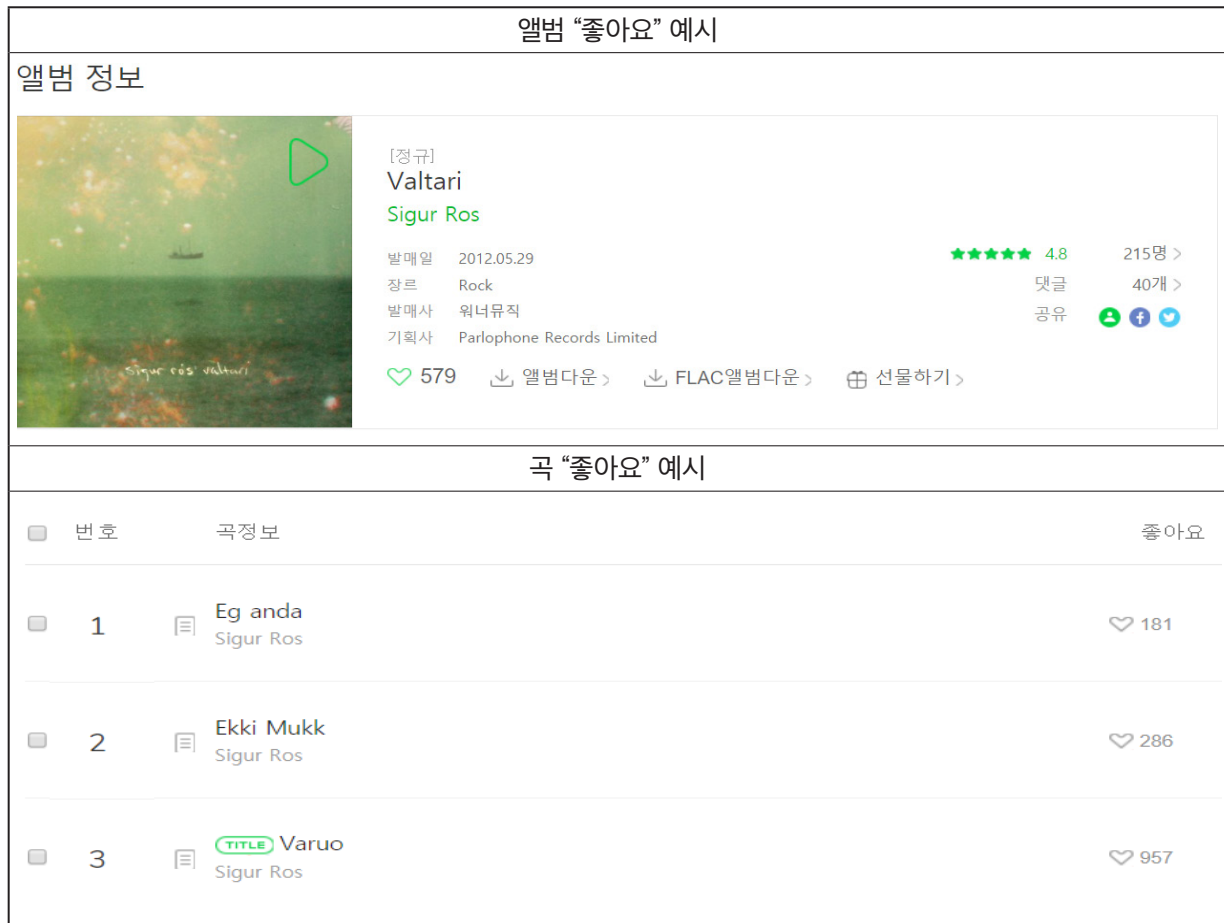 앨범 “좋아요” 예시
앨범 정보
[정규]
Valtari
Sigur Ros
발매일 2012.05.29
장르 Rock
발매사 워너뮤직
기획사 Parlophone Records Limited
4.8 215명 >
댓글 40개 >
공유
579 앨범다운 > FLAC앨범다운 > 선물하기 >
sigur rós valtari
곡 “좋아요” 예시
번호 곡정보 좋아요
1 Eg anda 181
Sigur Ros
2 Ekki Mukk 286
Sigur Ros
3 TITLE Varuo 957
Sigur Ros